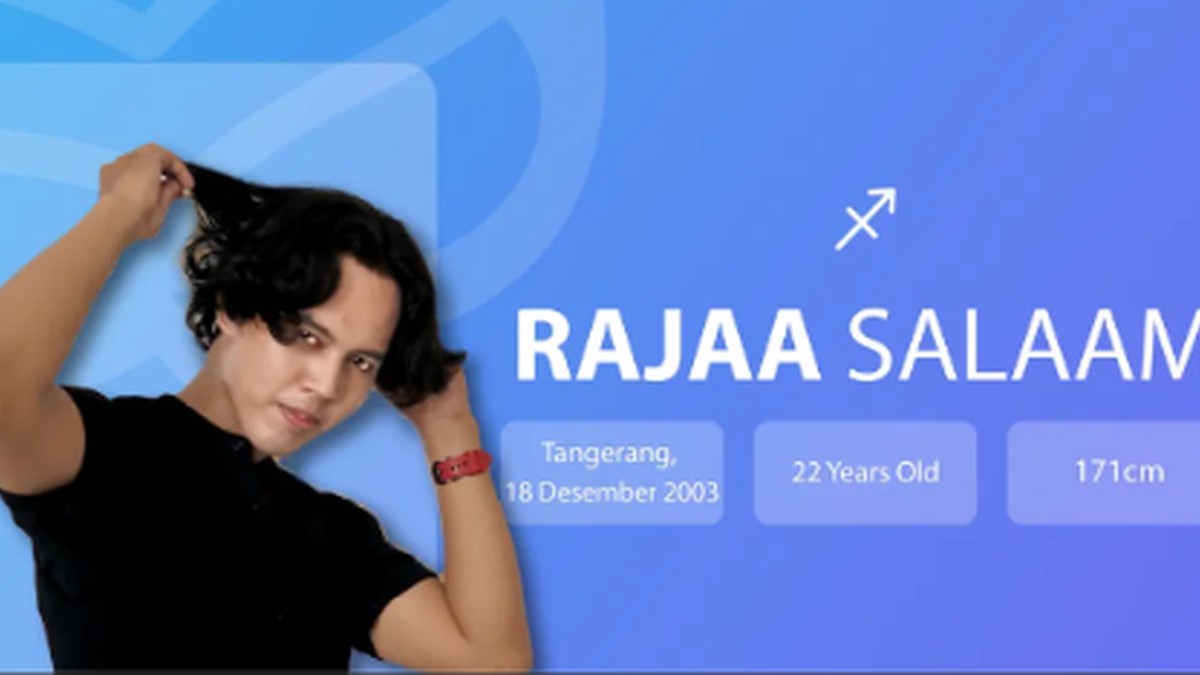 RAJAA SALAAM
Tangerang,
18 Desember 2003
22 Years Old
171cm